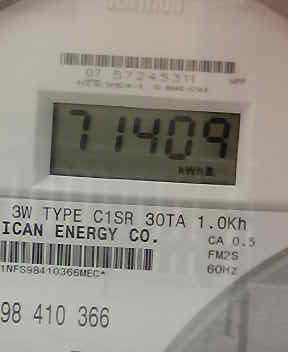 07 57245311
71409
kWh
3W TYPE C1SR 30TA 1.0Kh
ICAN ENERGY CO.
CA 0.5
FM2S
60HZ
1NFS98410366MEC*
98 410 366